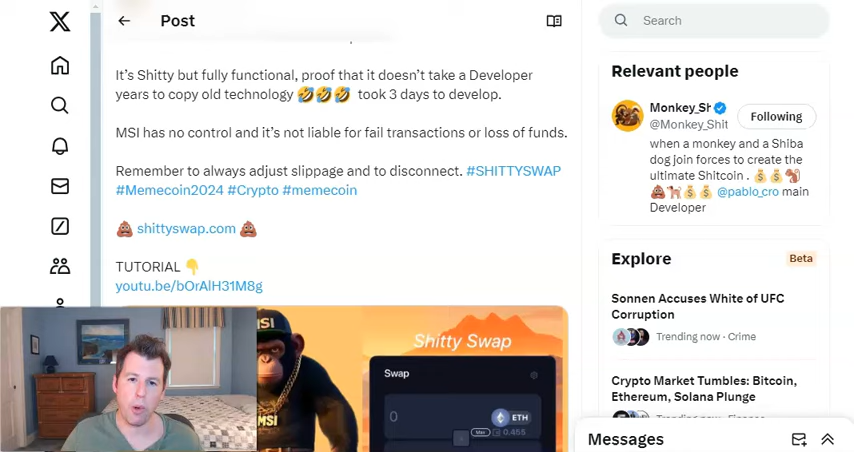 Post
Search
It's Shitty but fully functional, proof that it doesn't take a Developer
years to copy old technology 🤣🤣🤣 took 3 days to develop.
MSI has no control and it's not liable for fail transactions or loss of funds.
Remember to always adjust slippage and to disconnect. #SHITTYSWAP
#Memecoin2024 #Crypto #memecoin
💩 shittyswap.com 💩
TUTORIAL 👇
youtu.be/bOrAlH31M8g
MSI
MSI
Shitty Swap
Swap
0
ETH
Max
0.455
Relevant people
Monkey_Sh
@Monkey_Shit
Following
when a monkey and a Shiba
dog join forces to create the
ultimate Shitcoin . 💰💰🐒
💩🐕💰💰 @pablo_cro main
Developer
Explore
Beta
Sonnen Accuses White of UFC
Corruption
Trending now · Crime
Crypto Market Tumbles: Bitcoin,
Ethereum, Solana Plunge
Trending now · Finance
Messages